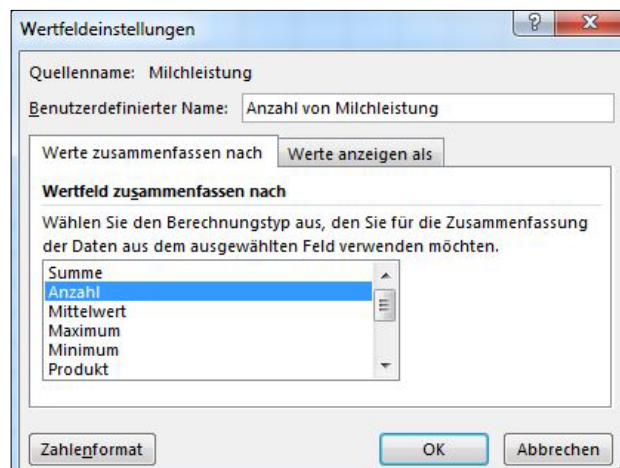 Wertfeldeinstellungen
Quellenname: Milchleistung
Benutzerdefinierter Name: Anzahl von Milchleistung
Werte zusammenfassen nach Werte anzeigen als
Wertfeld zusammenfassen nach
Wählen Sie den Berechnungstyp aus, den Sie für die Zusammenfassung
der Daten aus dem ausgewählten Feld verwenden möchten.
Summe
Anzahl
Mittelwert
Maximum
Minimum
Produkt
Zahlenformat OK Abbrechen